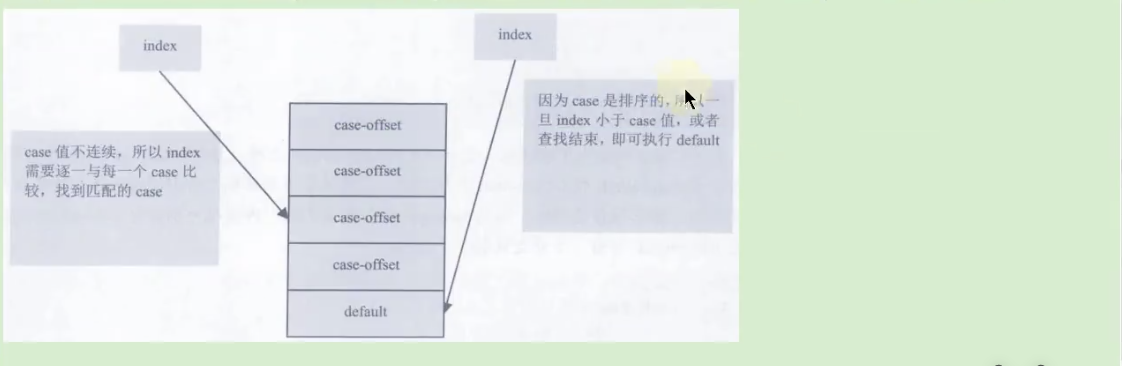 index
index
case 值不连续，所以 index
需要逐一与每一个 case 比
较，找到匹配的 case
case-offset
case-offset
case-offset
case-offset
default
因为 case 是排序的，所以一
旦 index 小于 case 值，或者
查找结束，即可执行 default